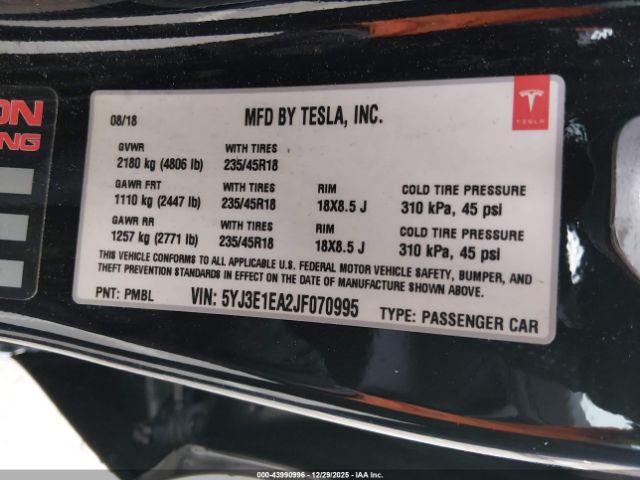 ON
NG
08/18 MFD BY TESLA, INC.
TESLA
GVWR WITH TIRES
2180 kg (4806 lb) 235/45R18
GAWR FRT WITH TIRES RIM COLD TIRE PRESSURE
1110 kg (2447 lb) 235/45R18 18X8.5 J 310 kPa, 45 psi
GAWR RR WITH TIRES RIM COLD TIRE PRESSURE
1257 kg (2771 lb) 235/45R18 18X8.5 J 310 kPa, 45 psi
THIS VEHICLE CONFORMS TO ALL APPLICABLE U.S. FEDERAL MOTOR VEHICLE SAFETY, BUMPER, AND
THEFT PREVENTION STANDARDS IN EFFECT ON THE DATE OF MANUFACTURE SHOWN ABOVE.
PNT: PMBL VIN: 5YJ3E1EA2JF070995 TYPE: PASSENGER CAR
000-43990996 - 12/29/2025 - IAA Inc.